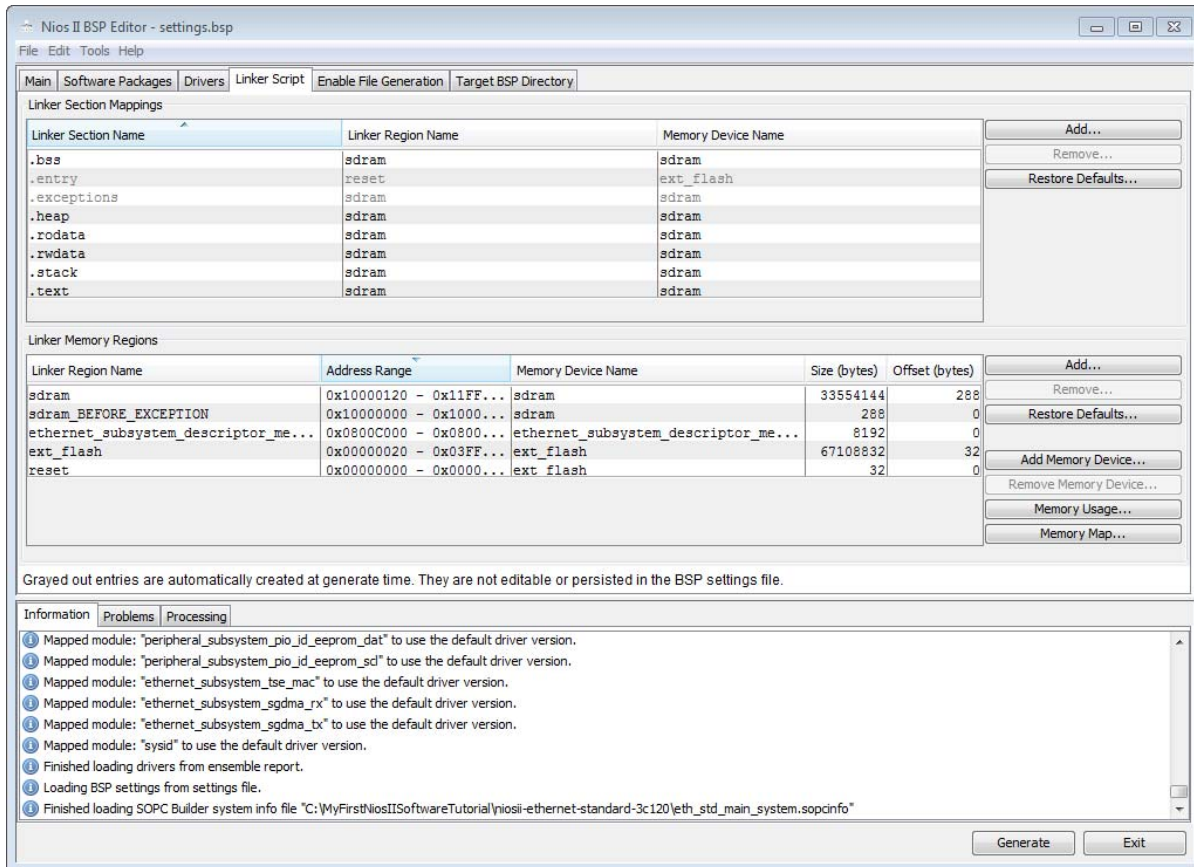 Nios II BSP Editor - settings.bsp
File Edit Tools Help
Main Software Packages Drivers Linker Script Enable File Generation Target BSP Directory
Linker Section Mappings
Linker Section Name Linker Region Name Memory Device Name
.bss sdram sdram
.entry reset ext_flash
.exceptions sdram sdram
.heap sdram sdram
.rodata sdram sdram
.rwdata sdram sdram
.stack sdram sdram
.text sdram sdram
Add...
Remove...
Restore Defaults...
Linker Memory Regions
Linker Region Name Address Range Memory Device Name Size (bytes) Offset (bytes)
sdram 0x10000120 - 0x11FF... sdram 33554144 288
sdram_BEFORE_EXCEPTION 0x10000000 - 0x1000... sdram 288 0
ethernet_subsystem_descriptor_me... 0x0800C000 - 0x0800... ethernet_subsystem_descriptor_me... 8192 0
ext_flash 0x00000020 - 0x03FF... ext_flash 67108832 32
reset 0x00000000 - 0x0000... ext_flash 32 0
Add...
Remove...
Restore Defaults...
Add Memory Device...
Remove Memory Device...
Memory Usage...
Memory Map...
Grayed out entries are automatically created at generate time. They are not editable or persisted in the BSP settings file.
Information Problems Processing
Mapped module: "peripheral_subsystem_pio_id_eeprom_dat" to use the default driver version.
Mapped module: "peripheral_subsystem_pio_id_eeprom_scl" to use the default driver version.
Mapped module: "ethernet_subsystem_tse_mac" to use the default driver version.
Mapped module: "ethernet_subsystem_sgdma_rx" to use the default driver version.
Mapped module: "ethernet_subsystem_sgdma_tx" to use the default driver version.
Mapped module: "sysid" to use the default driver version.
Finished loading drivers from ensemble report.
Loading BSP settings from settings file.
Finished loading SOPC Builder system info file "C:\MyFirstNiosIISoftwareTutorial\niosii-ethernet-standard-3c120\eth_std_main_system.sopcinfo"
Generate Exit